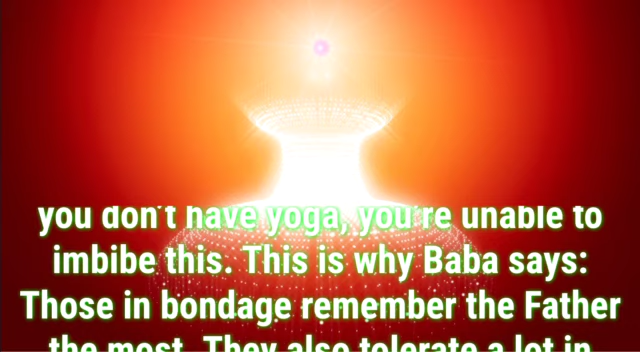 you don't have yoga, you're unable to
imbibe this. This is why Baba says:
Those in bondage remember the Father
the most. They also tolerate a lot in